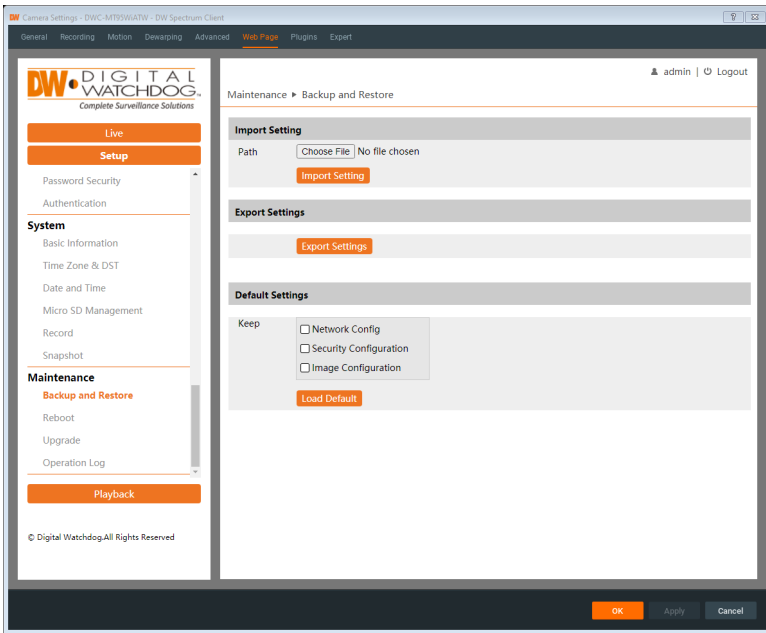 DW Camera Settings - DWC-MT95WiATW - DW Spectrum Client
General Recording Motion Dewarping Advanced Web Page Plugins Expert
DW DIGITAL
WATCHDOG
Complete Surveillance Solutions
Live
Setup
Password Security
Authentication
System
Basic Information
Time Zone & DST
Date and Time
Micro SD Management
Record
Snapshot
Maintenance
Backup and Restore
Reboot
Upgrade
Operation Log
Playback
© Digital Watchdog.All Rights Reserved
admin | Logout
Maintenance ▸ Backup and Restore
Import Setting
Path Choose File No file chosen
Import Setting
Export Settings
Export Settings
Default Settings
Keep Network Config
Security Configuration
Image Configuration
Load Default
OK Apply Cancel